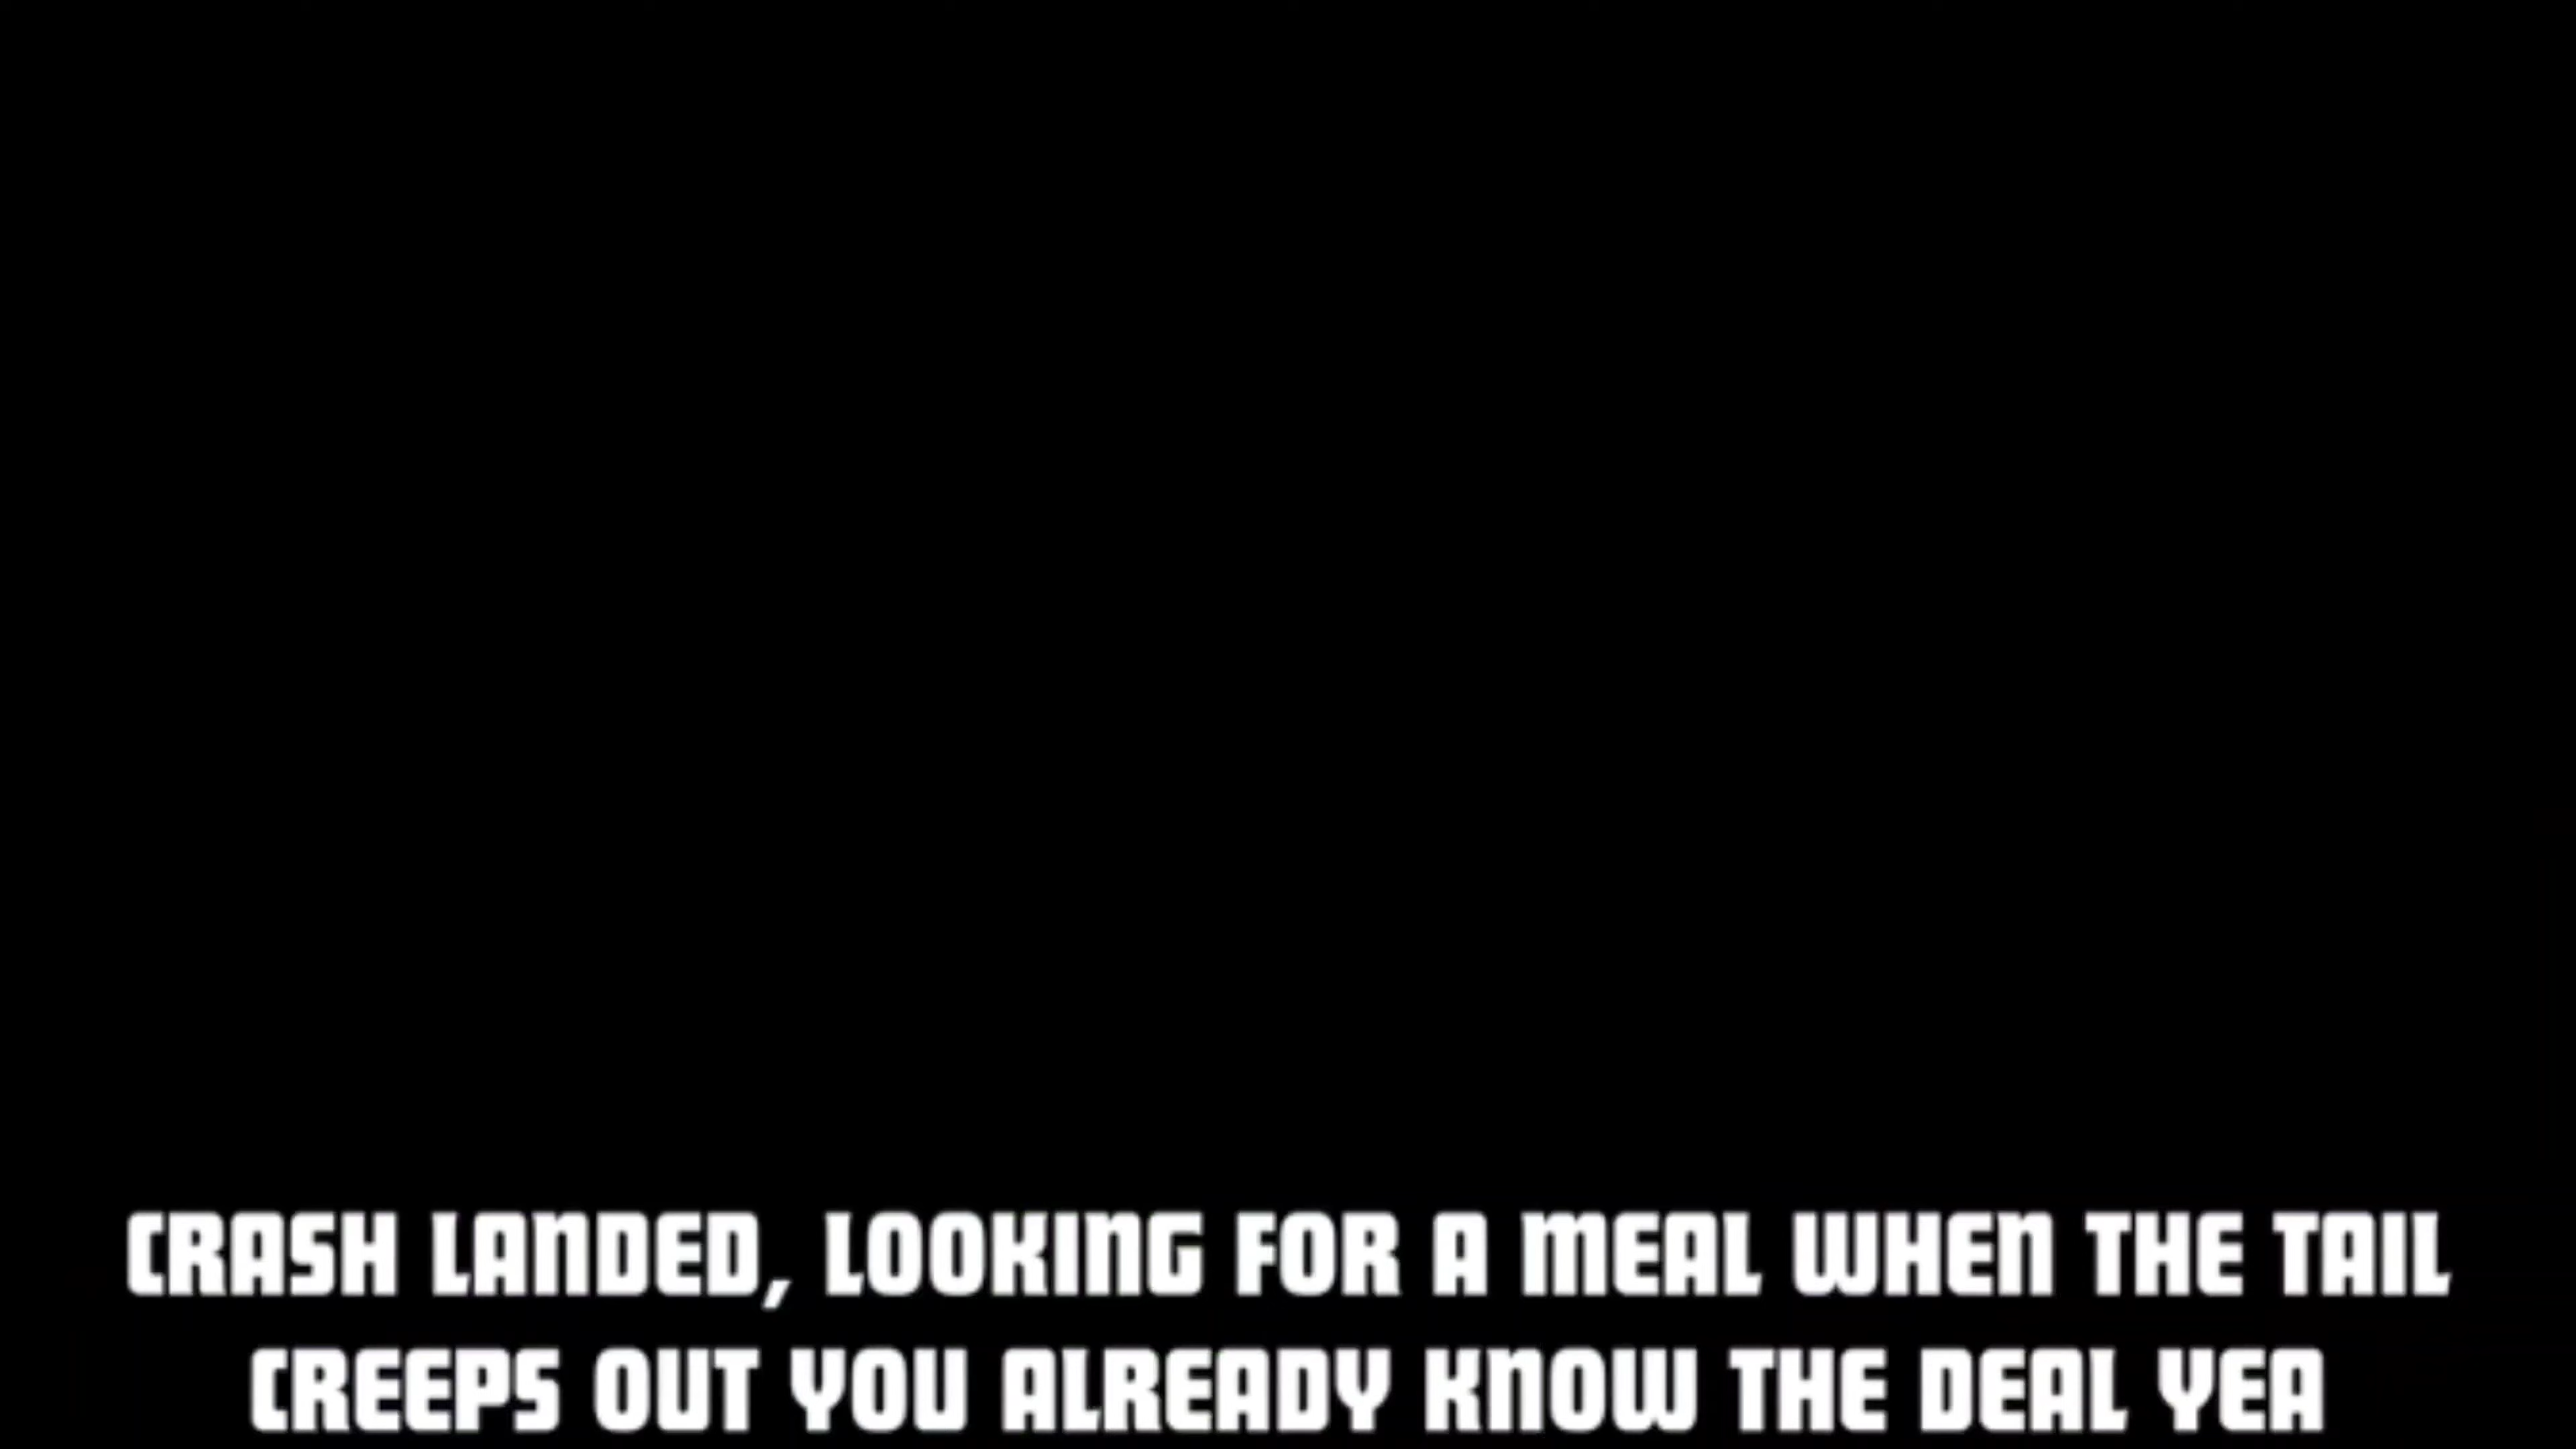 CRASH LANDED, LOOKING FOR A MEAL WHEN THE TAIL
CREEPS OUT YOU ALREADY KNOW THE DEAL YEA